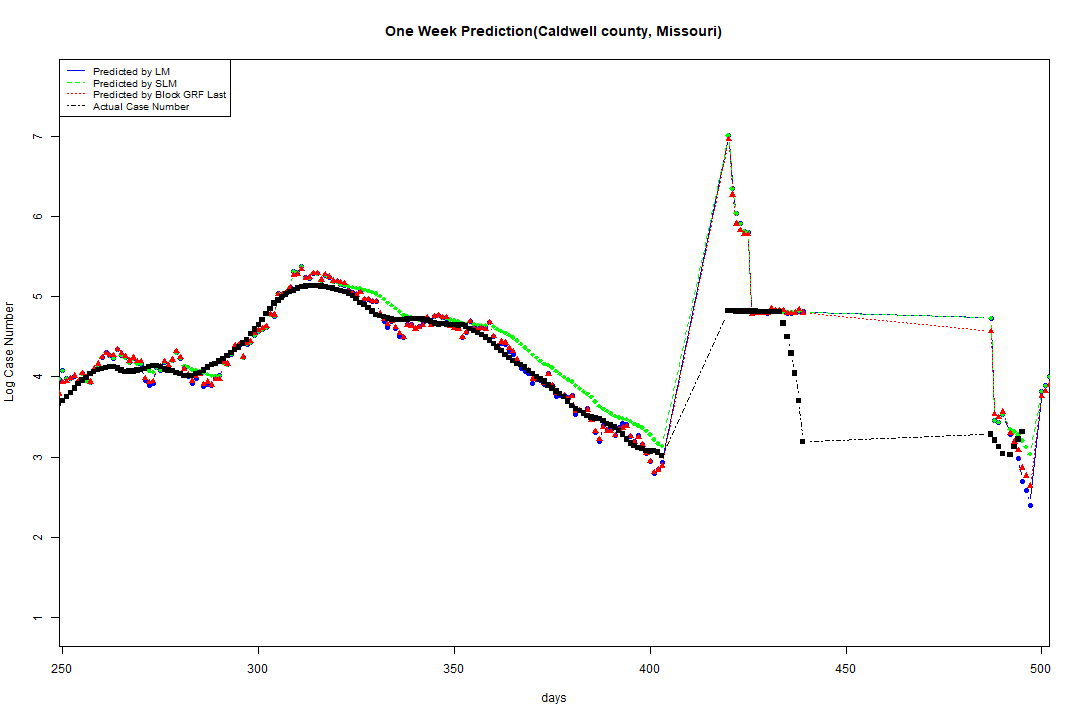 One Week Prediction(Caldwell county, Missouri)
Predicted by LM
Predicted by SLM
Predicted by Block GRF Last
Actual Case Number
Log Case Number
7
6
5
4
3
2
1
250 300 350 400 450 500
days